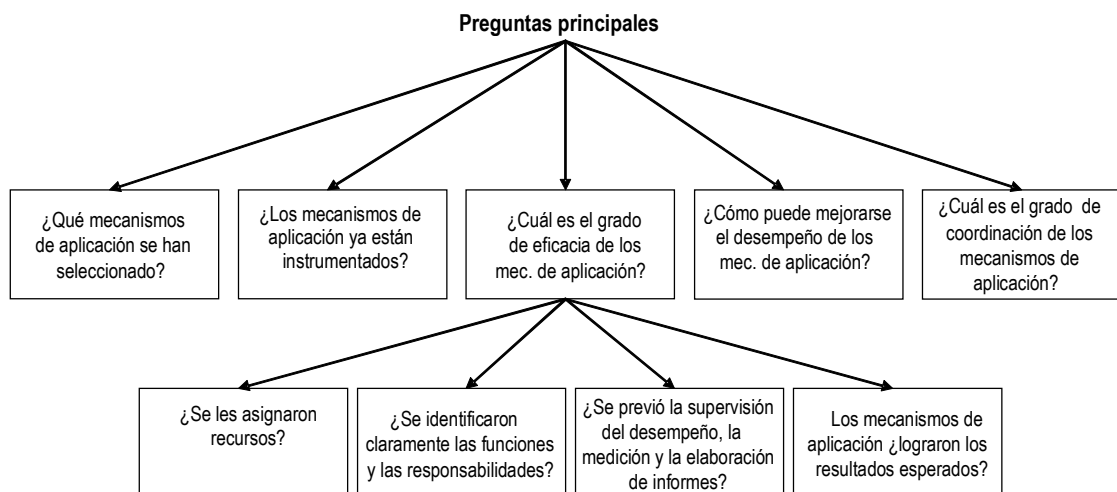 Preguntas principales
¿Qué mecanismos
de aplicación se han
seleccionado?
¿Los mecanismos de
aplicación ya están
instrumentados?
¿Cuál es el grado
de eficacia de los
mec. de aplicación?
¿Cómo puede mejorarse
el desempeño de los
mec. de aplicación?
¿Cuál es el grado de
coordinación de los
mecanismos de
aplicación?
¿Se les asignaron
recursos?
¿Se identificaron
claramente las funciones
y las responsabilidades?
¿Se previó la supervisión
del desempeño, la
medición y la elaboración
de informes?
Los mecanismos de
aplicación ¿lograron los
resultados esperados?